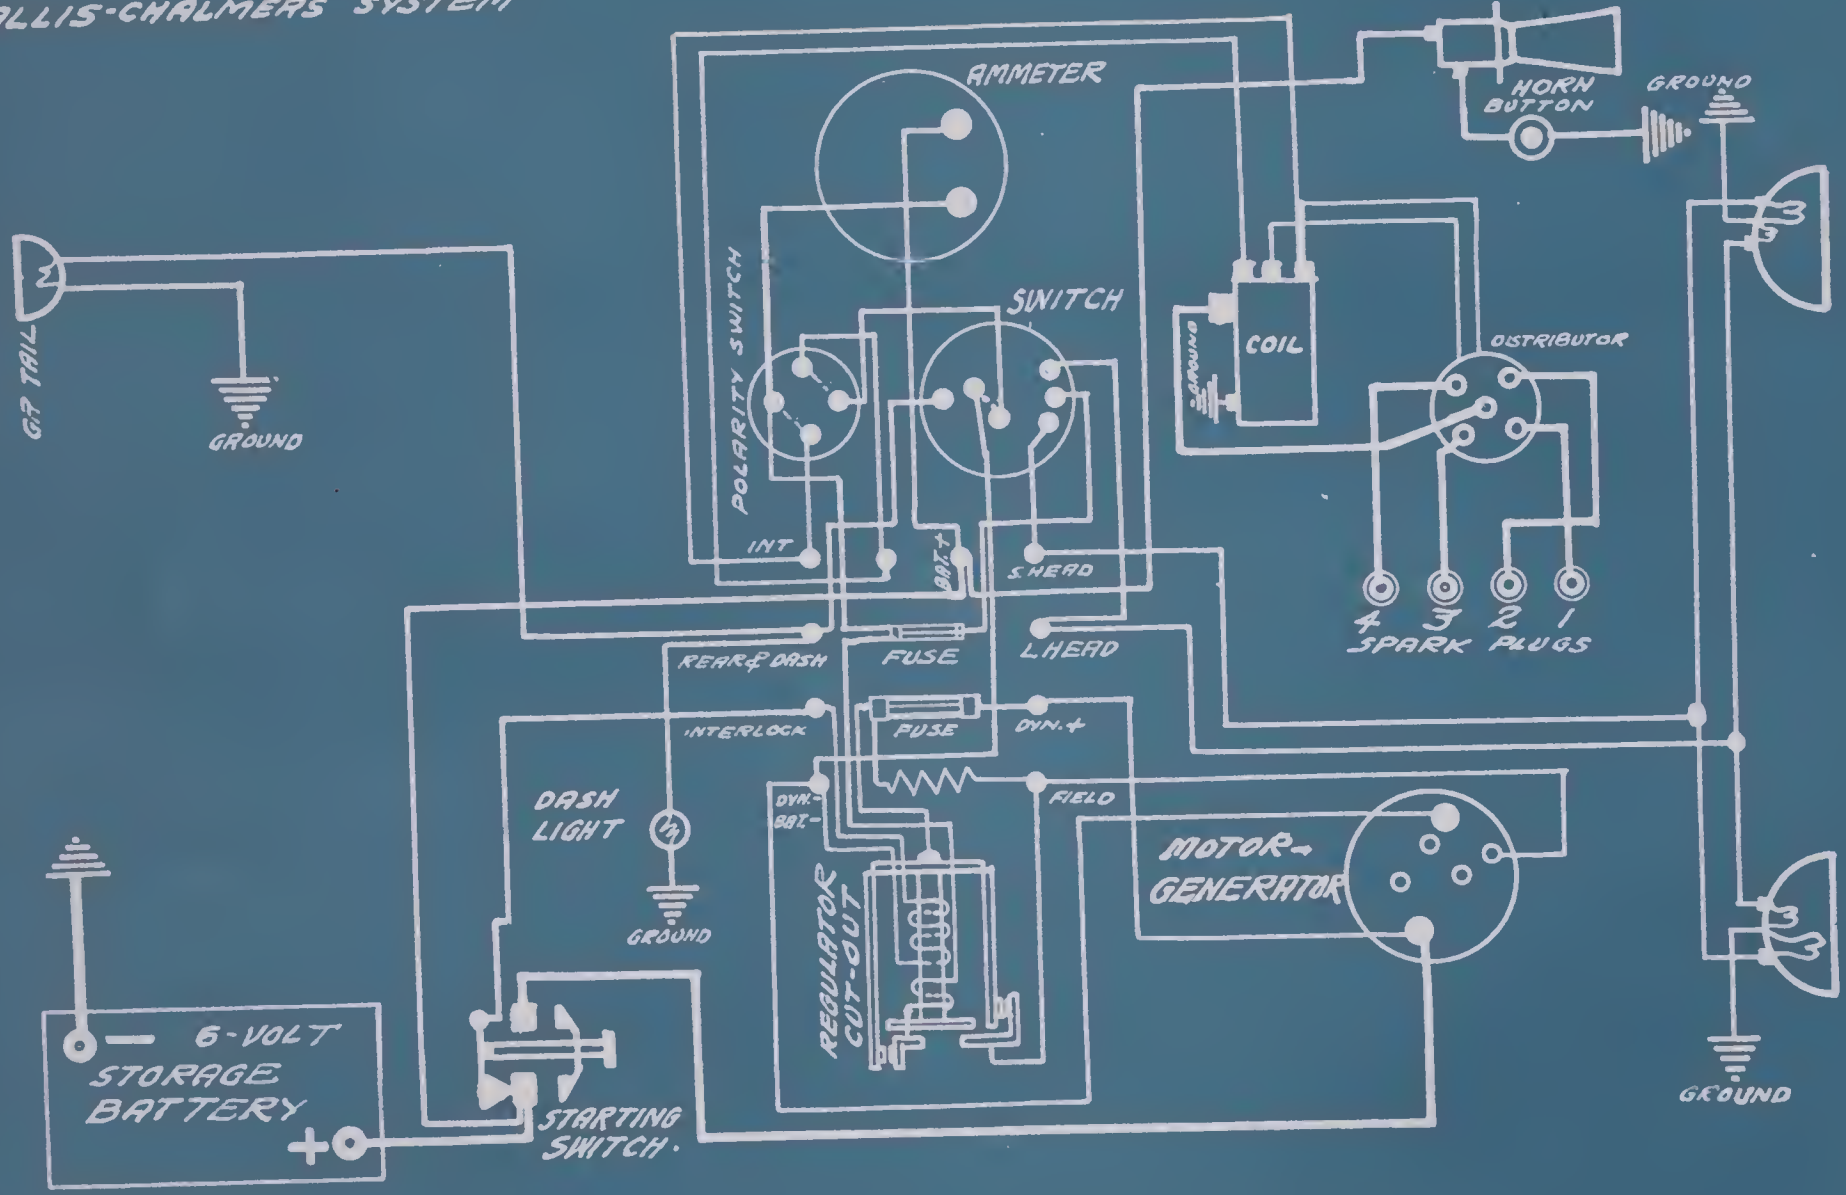 ALLIS-CHALMERS SYSTEM
AMMETER
HORN
BUTTON
GROUND
POLARITY SWITCH
SWITCH
GROUND
COIL
DISTRIBUTOR
GR TAIL
GROUND
INT
BAT. +
S. HEAD
4 3 2 1
SPARK PLUGS
REAR & DASH
FUSE
L HEAD
INTERLOCK
FUSE
DYN. +
DASH
LIGHT
DYN. -
BAT. -
FIELD
MOTOR-
GENERATOR
REGULATOR
CUT-OUT
GROUND
- 6-VOLT
STORAGE
BATTERY
+
STARTING
SWITCH.
GROUND